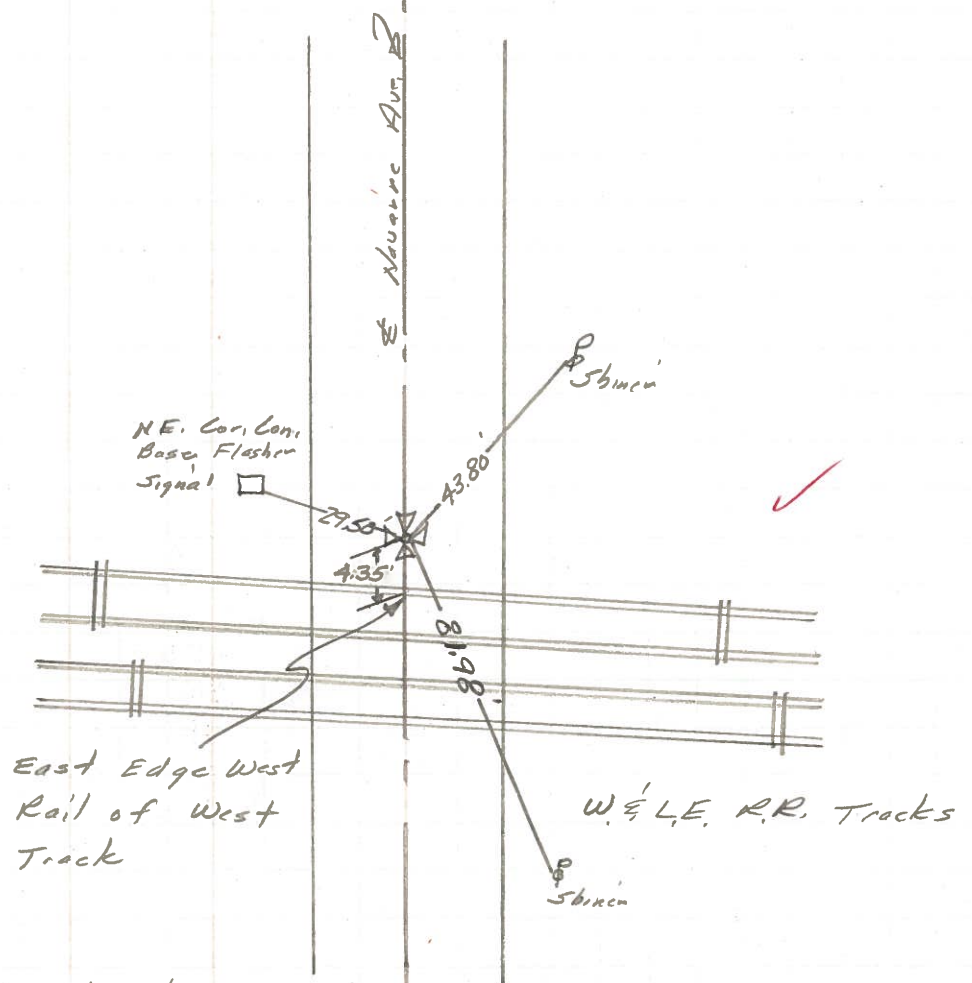 ℄ Navarre Ave.
Shiner
N.E. Cor. Con.
Base Flasher
Signal
43.80'
29.50'
4.35'
81.98'
East Edge West
Rail of West
Track
W. & L.E. R.R. Tracks
Shiner